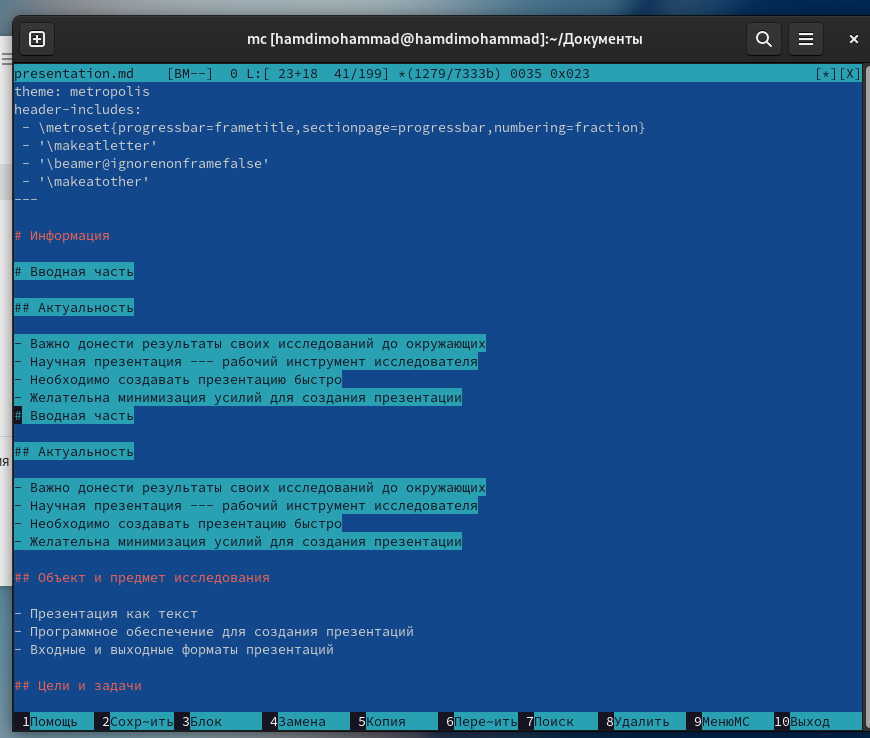 mc [hamdimohammad@hamdimohammad]:~/Документы
presentation.md [BM--] 0 L:[ 23+18 41/199] *(1279/7333b) 0035 0x023 [*][X]
theme: metropolis
header-includes:
- \metroset{progressbar=frametitle,sectionpage=progressbar,numbering=fraction}
- '\makeatletter'
- '\beamer@ignorenonframefalse'
- '\makeatother'
---
# Информация
# Вводная часть
## Актуальность
- Важно донести результаты своих исследований до окружающих
- Научная презентация --- рабочий инструмент исследователя
- Необходимо создавать презентацию быстро
- Желательна минимизация усилий для создания презентации
# Вводная часть
## Актуальность
- Важно донести результаты своих исследований до окружающих
- Научная презентация --- рабочий инструмент исследователя
- Необходимо создавать презентацию быстро
- Желательна минимизация усилий для создания презентации
## Объект и предмет исследования
- Презентация как текст
- Программное обеспечение для создания презентаций
- Входные и выходные форматы презентаций
## Цели и задачи
1Помощь 2Сохр~ить 3Блок 4Замена 5Копия 6Пере~ить 7Поиск 8Удалить 9МенюMC 10Выход